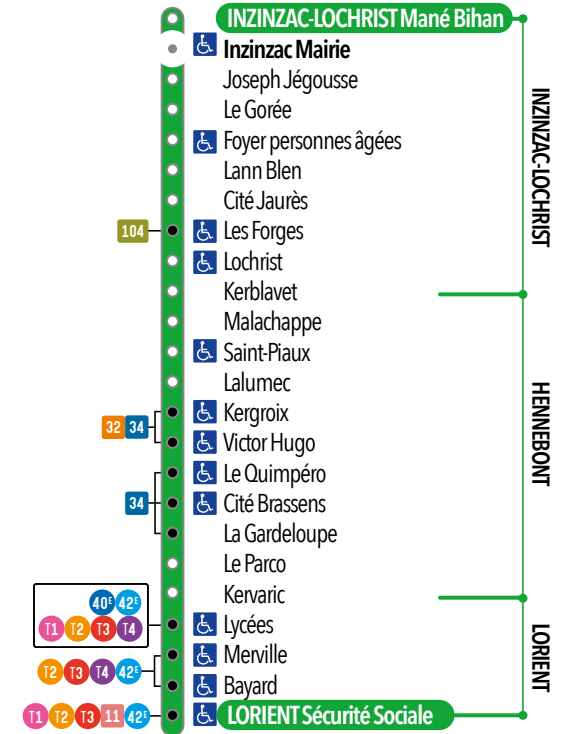 INZINZAC-LOCHRIST Mané Bihan
Inzinzac Mairie
Joseph Jégousse
Le Gorée
Foyer personnes âgées
Lann Blen
Cité Jaurès
104 Les Forges
Lochrist
INZINZAC-LOCHRIST
Kerblavet
Malachappe
Saint-Piaux
Lalumec
32 34 Kergroix
Victor Hugo
Le Quimpéro
34 Cité Brassens
La Gardeloupe
Le Parco
Kervaric
HENNEBONT
40E 42E
T1 T2 T3 T4 Lycées
Merville
T2 T3 T4 42E
Bayard
T1 T2 T3 11 42E LORIENT Sécurité Sociale
LORIENT